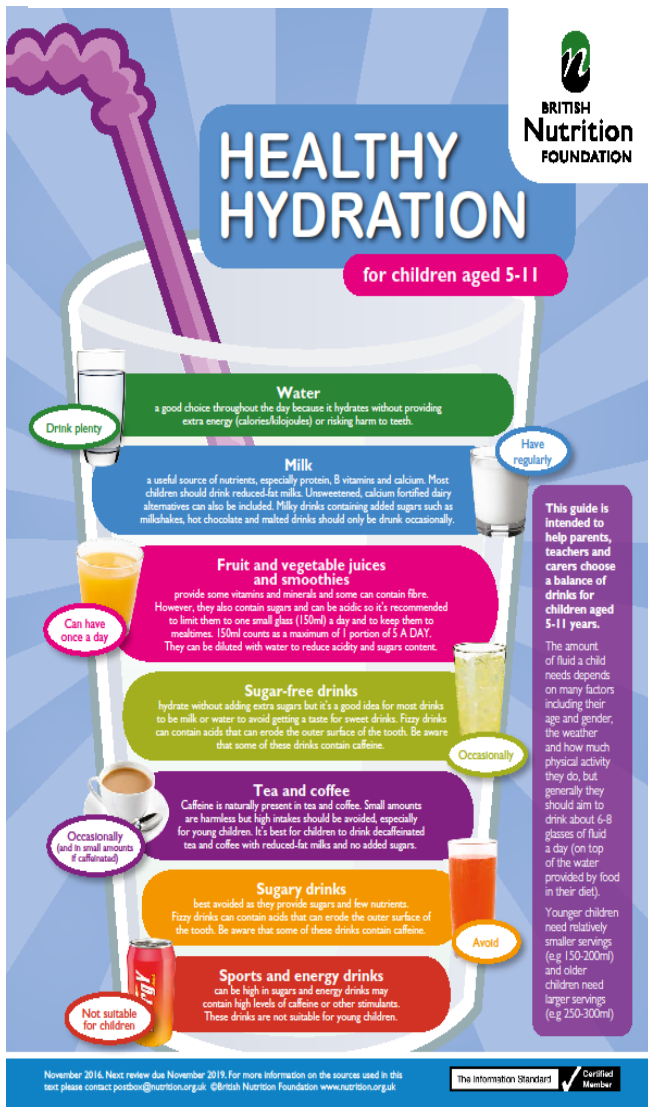 BRITISH
Nutrition
FOUNDATION
HEALTHY
HYDRATION
for children aged 5-11
Water
a good choice throughout the day because it hydrates without providing
extra energy (calories/kilojoules) or risking harm to teeth.
Drink plenty
Milk
a useful source of nutrients, especially protein, B vitamins and calcium. Most
children should drink reduced-fat milks. Unsweetened, calcium fortified dairy
alternatives can also be included. Milky drinks containing added sugars such as
milkshakes, hot chocolate and malted drinks should only be drunk occasionally.
Have
regularly
Fruit and vegetable juices
and smoothies
provide some vitamins and minerals and some can contain fibre.
However, they also contain sugars and can be acidic so it's recommended
to limit them to one small glass (150ml) a day and to keep them to
mealtimes. 150ml counts as a maximum of 1 portion of 5 A DAY.
They can be diluted with water to reduce acidity and sugars content.
Can have
once a day
Sugar-free drinks
hydrate without adding extra sugars but it's a good idea for most drinks
to be milk or water to avoid getting a taste for sweet drinks. Fizzy drinks
can contain acids that can erode the outer surface of the tooth. Be aware
that some of these drinks contain caffeine.
Occasionally
Tea and coffee
Caffeine is naturally present in tea and coffee. Small amounts
are harmless but high intakes should be avoided, especially
for young children. It's best for children to drink decaffeinated
tea and coffee with reduced-fat milks and no added sugars.
Occasionally
(and in small amounts
if caffeinated)
Sugary drinks
best avoided as they provide sugars and few nutrients.
Fizzy drinks can contain acids that can erode the outer surface of
the tooth. Be aware that some of these drinks contain caffeine.
Avoid
Sports and energy drinks
can be high in sugars and energy drinks may
contain high levels of caffeine or other stimulants.
These drinks are not suitable for young children.
Not suitable
for children
rgy
This guide is
intended to
help parents,
teachers and
carers choose
a balance of
drinks for
children aged
5-11 years.
The amount
of fluid a child
needs depends
on many factors
including their
age and gender,
the weather
and how much
physical activity
they do, but
generally they
should aim to
drink about 6-8
glasses of fluid
a day (on top
of the water
provided by food
in their diet).
Younger children
need relatively
smaller servings
(e.g 150-200ml)
and older
children need
larger servings
(e.g 250-300ml)
November 2016. Next review due November 2019. For more information on the sources used in this
text please contact postbox@nutrition.org.uk ©British Nutrition Foundation www.nutrition.org.uk
The Information Standard
Certified
Member